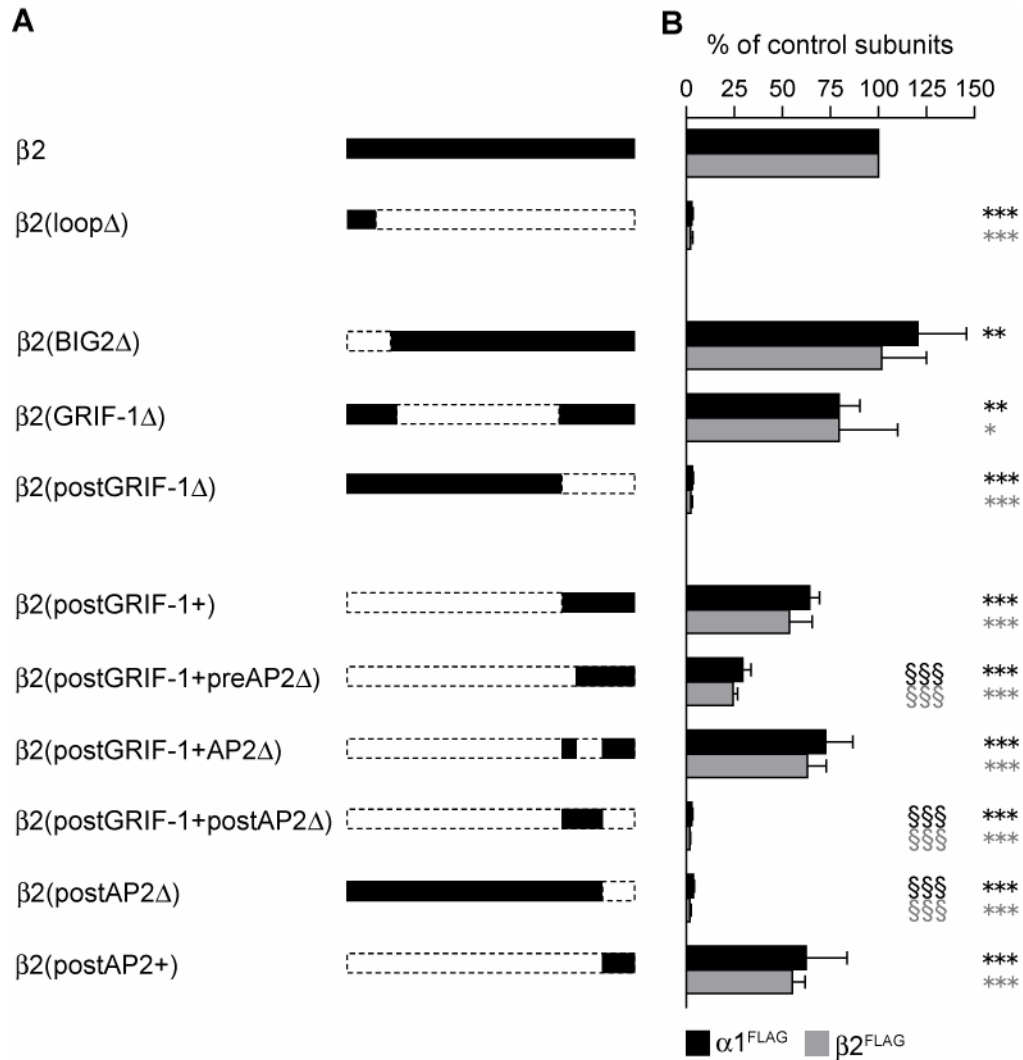 A
B
% of control subunits
0 25 50 75 100 125 150
β2
β2(loopΔ)
***
***
β2(BIG2Δ)
**
β2(GRIF-1Δ)
**
*
β2(postGRIF-1Δ)
***
***
β2(postGRIF-1+)
***
***
β2(postGRIF-1+preAP2Δ)
§§§ ***
§§§ ***
β2(postGRIF-1+AP2Δ)
***
***
β2(postGRIF-1+postAP2Δ)
§§§ ***
§§§ ***
β2(postAP2Δ)
§§§ ***
§§§ ***
β2(postAP2+)
***
***
α1FLAG β2FLAG